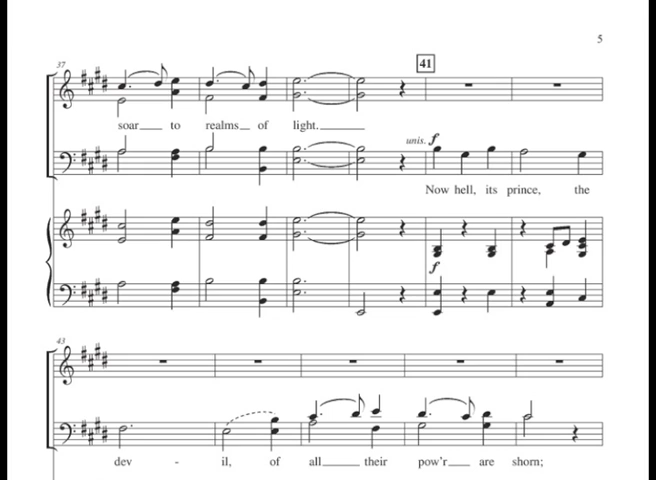 5
37
41
soar to realms of light.
unis. f
Now hell, its prince, the
f
43
dev - il, of all their pow'r are shorn;